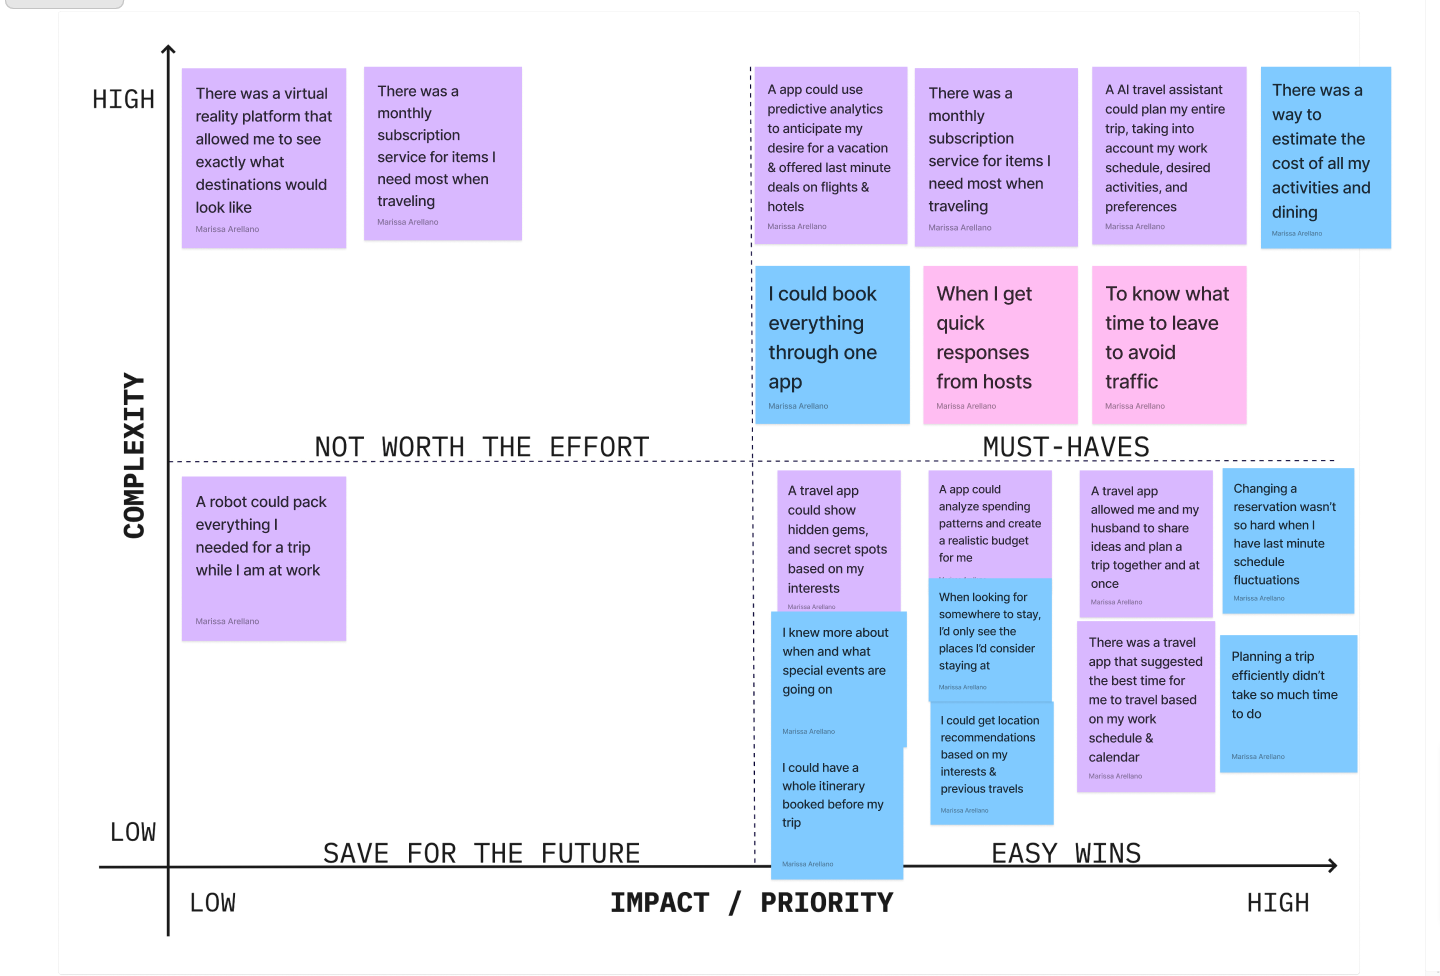 HIGH
There was a virtual
reality platform that
allowed me to see
exactly what
destinations would
look like
Marissa Arellano
There was a
monthly
subscription
service for items I
need most when
traveling
Marissa Arellano
A app could use
predictive analytics
to anticipate my
desire for a vacation
& offered last minute
deals on flights &
hotels
Marissa Arellano
There was a
monthly
subscription
service for items I
need most when
traveling
Marissa Arellano
A AI travel assistant
could plan my entire
trip, taking into
account my work
schedule, desired
activities, and
preferences
Marissa Arellano
There was a
way to
estimate the
cost of all my
activities and
dining
Marissa Arellano
I could book
everything
through one
app
Marissa Arellano
When I get
quick
responses
from hosts
Marissa Arellano
To know what
time to leave
to avoid
traffic
Marissa Arellano
COMPLEXITY
NOT WORTH THE EFFORT
MUST-HAVES
A robot could pack
everything I
needed for a trip
while I am at work
Marissa Arellano
A travel app
could show
hidden gems,
and secret spots
based on my
interests
Marissa Arellano
A app could
analyze spending
patterns and create
a realistic budget
for me
A travel app
allowed me and my
husband to share
ideas and plan a
trip together and at
once
Marissa Arellano
Changing a
reservation wasn't
so hard when I
have last minute
schedule
fluctuations
Marissa Arellano
I knew more about
when and what
special events are
going on
Marissa Arellano
When looking for
somewhere to stay,
I'd only see the
places I'd consider
staying at
Marissa Arellano
There was a travel
app that suggested
the best time for
me to travel based
on my work
schedule &
calendar
Marissa Arellano
Planning a trip
efficiently didn't
take so much time
to do
Marissa Arellano
I could have a
whole itinerary
booked before my
trip
Marissa Arellano
I could get location
recommendations
based on my
interests &
previous travels
Marissa Arellano
LOW
SAVE FOR THE FUTURE
EASY WINS
LOW
IMPACT / PRIORITY
HIGH